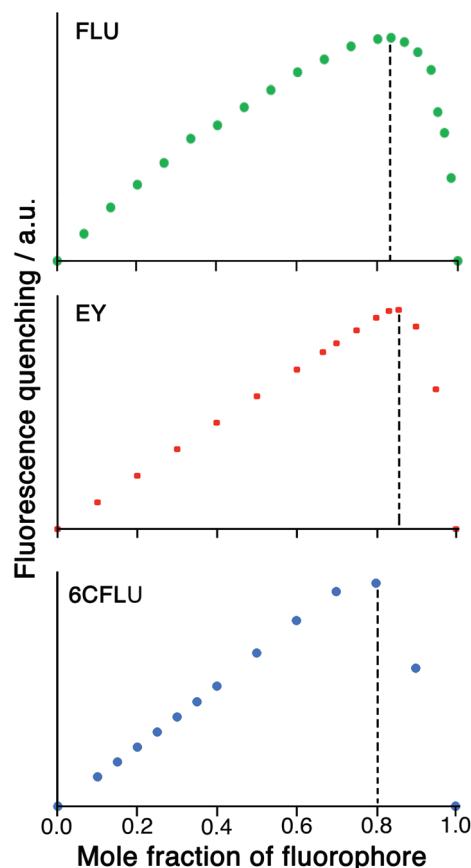 FLU
EY
6CFLU
Fluorescence quenching / a.u.
0.0 0.2 0.4 0.6 0.8 1.0
Mole fraction of fluorophore